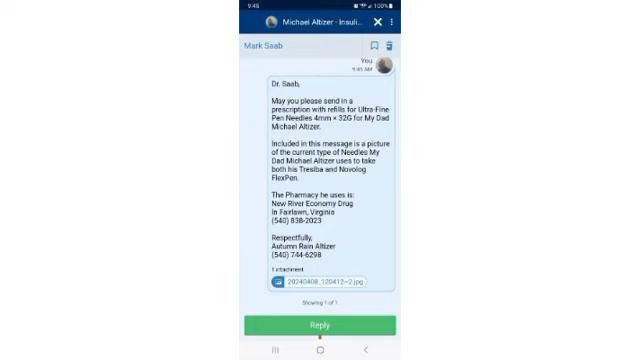 9:45
100%
Michael Altizer - Insuli...
Mark Saab
You
9:45 AM
Dr. Saab,
May you please send in a
prescription with refills for Ultra-Fine
Pen Needles 4mm × 32G for My Dad
Michael Altizer.
Included in this message is a picture
of the current type of Needles My
Dad Michael Altizer uses to take
both his Tresiba and Novolog
FlexPen.
The Pharmacy he uses is:
New River Economy Drug
In Fairlawn, Virginia
(540) 838-2023
Respectfully,
Autumn Rain Altizer
(540) 744-6298
1 attachment
20240408_120412~2.jpg
Showing 1 of 1
Reply